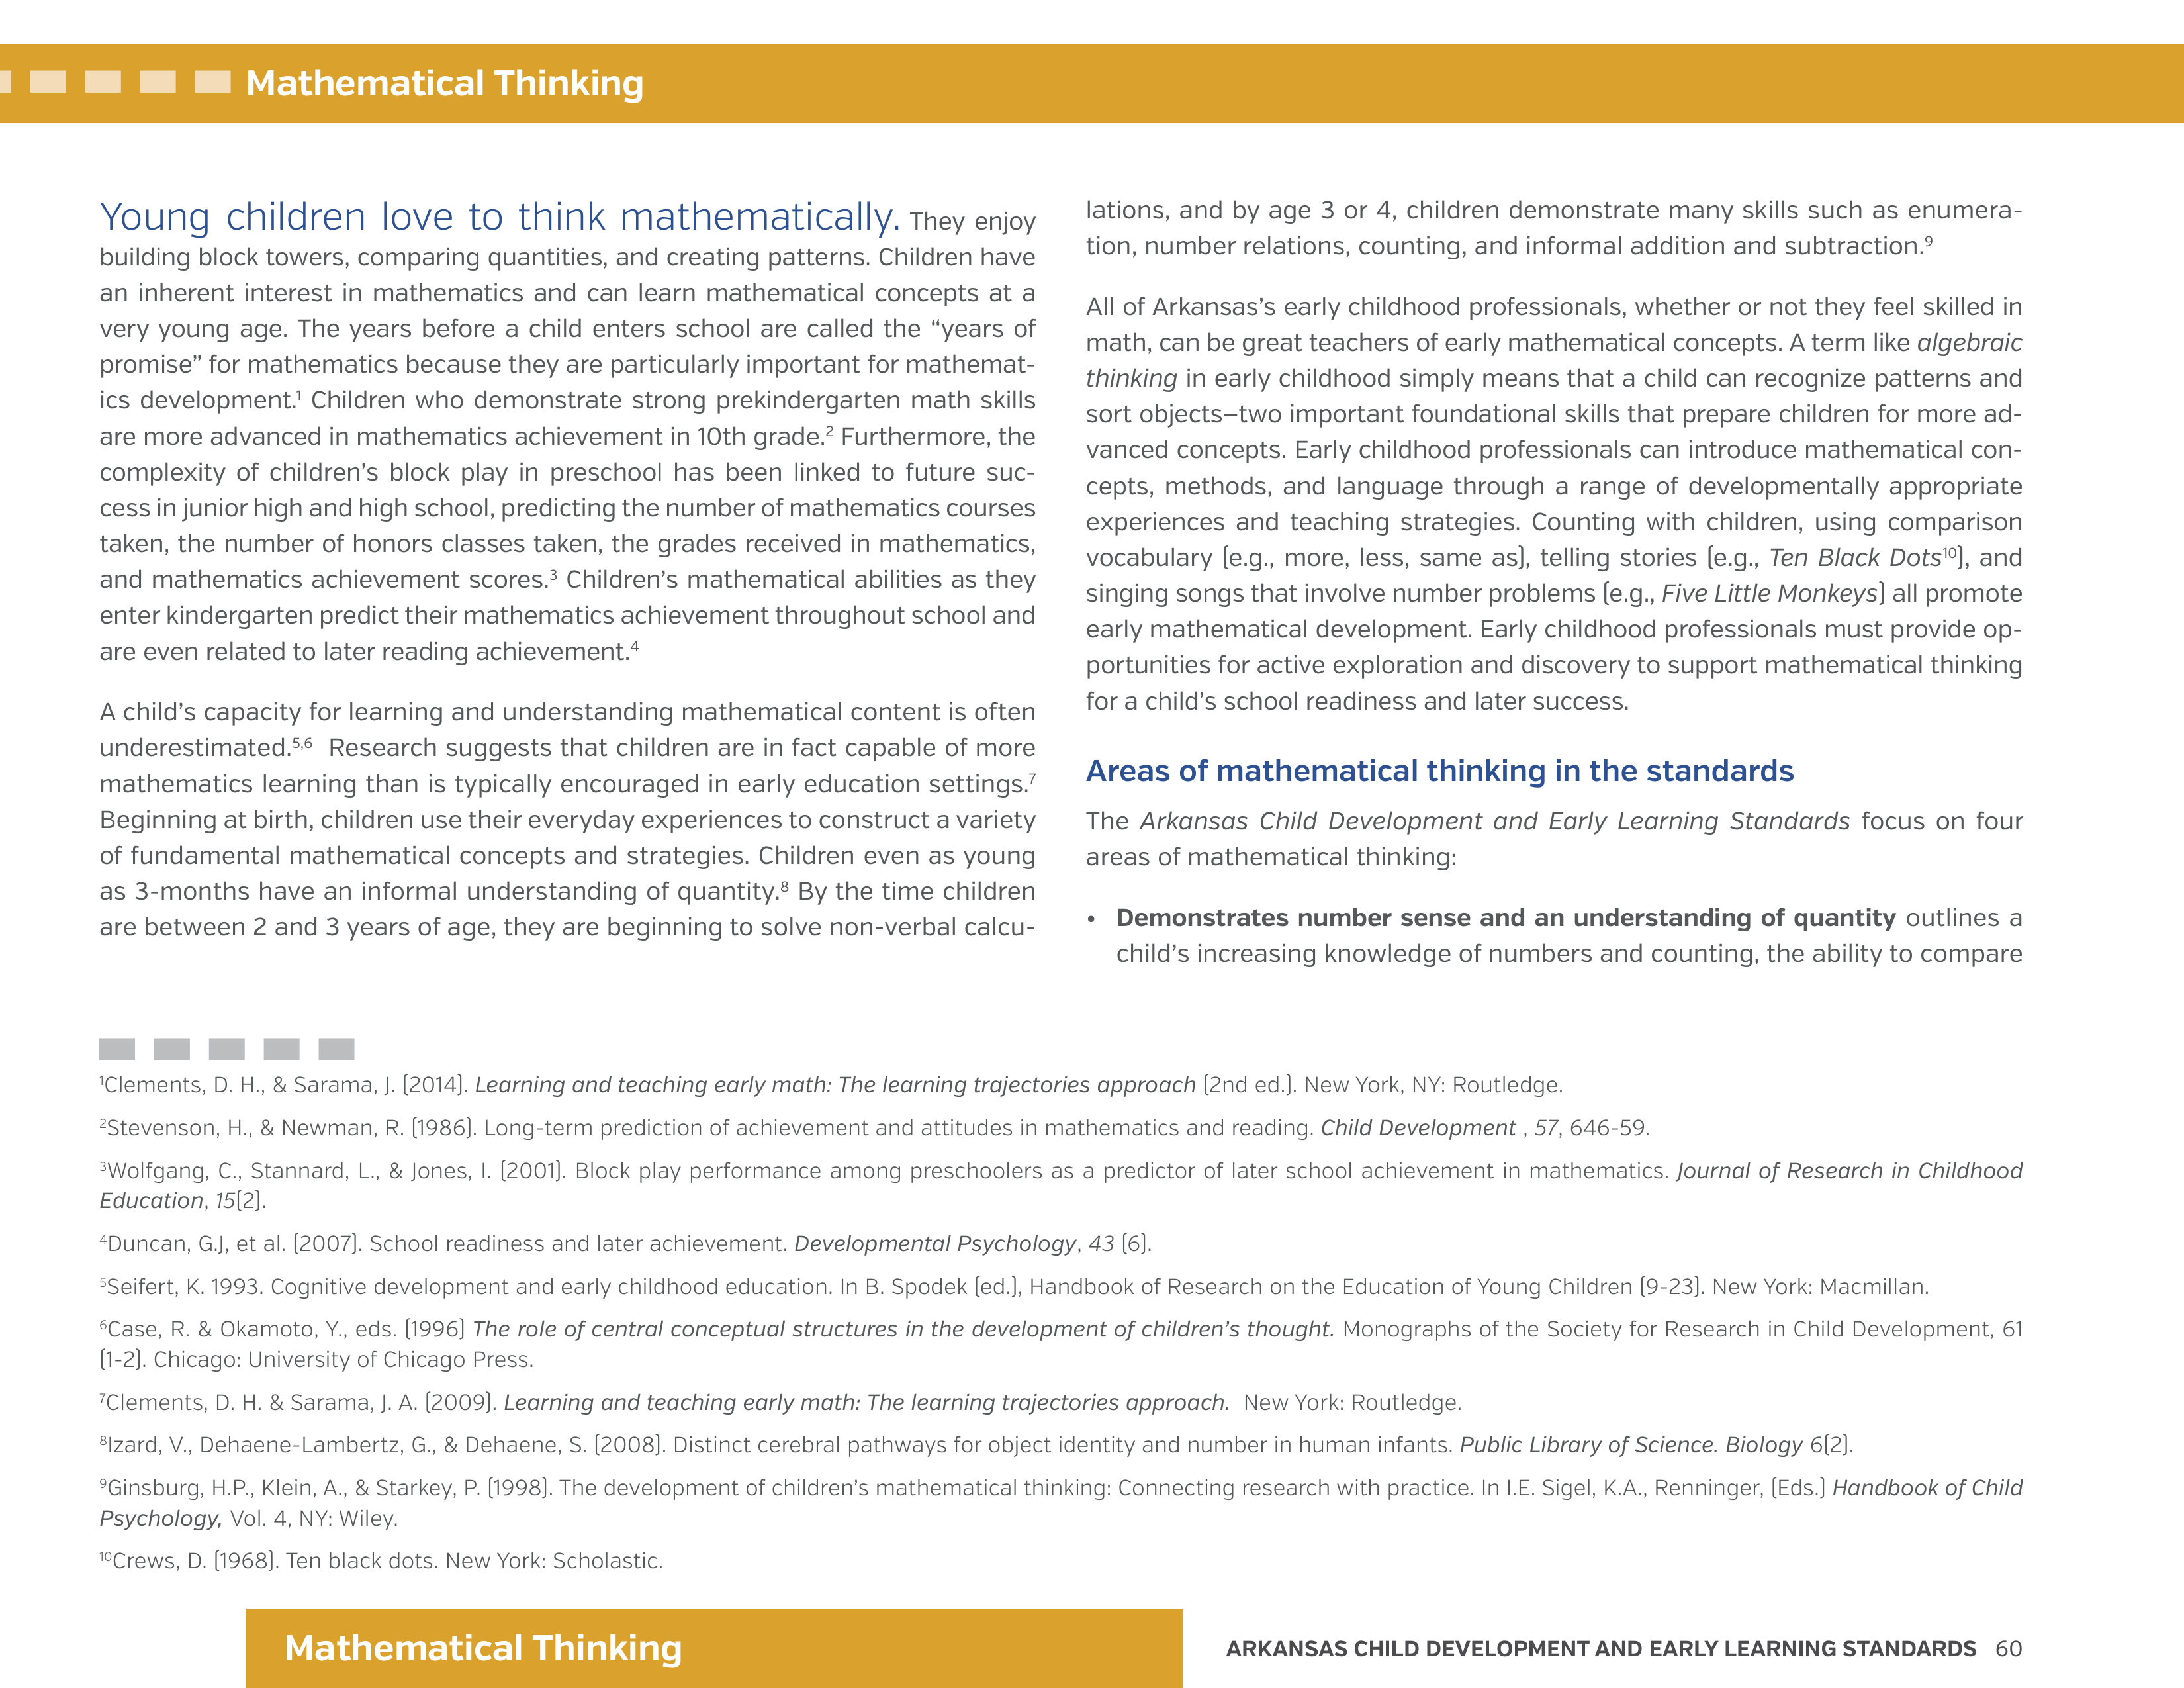 Mathematical Thinking
Young children love to think mathematically. They enjoy
building block towers, comparing quantities, and creating patterns. Children have
an inherent interest in mathematics and can learn mathematical concepts at a
very young age. The years before a child enters school are called the “years of
promise” for mathematics because they are particularly important for mathemat-
ics development.¹ Children who demonstrate strong prekindergarten math skills
are more advanced in mathematics achievement in 10th grade.² Furthermore, the
complexity of children’s block play in preschool has been linked to future suc-
cess in junior high and high school, predicting the number of mathematics courses
taken, the number of honors classes taken, the grades received in mathematics,
and mathematics achievement scores.³ Children’s mathematical abilities as they
enter kindergarten predict their mathematics achievement throughout school and
are even related to later reading achievement.⁴
A child’s capacity for learning and understanding mathematical content is often
underestimated.⁵,⁶ Research suggests that children are in fact capable of more
mathematics learning than is typically encouraged in early education settings.⁷
Beginning at birth, children use their everyday experiences to construct a variety
of fundamental mathematical concepts and strategies. Children even as young
as 3-months have an informal understanding of quantity.⁸ By the time children
are between 2 and 3 years of age, they are beginning to solve non-verbal calcu-
lations, and by age 3 or 4, children demonstrate many skills such as enumera-
tion, number relations, counting, and informal addition and subtraction.⁹
All of Arkansas’s early childhood professionals, whether or not they feel skilled in
math, can be great teachers of early mathematical concepts. A term like algebraic
thinking in early childhood simply means that a child can recognize patterns and
sort objects—two important foundational skills that prepare children for more ad-
vanced concepts. Early childhood professionals can introduce mathematical con-
cepts, methods, and language through a range of developmentally appropriate
experiences and teaching strategies. Counting with children, using comparison
vocabulary (e.g., more, less, same as), telling stories (e.g., Ten Black Dots¹⁰), and
singing songs that involve number problems (e.g., Five Little Monkeys) all promote
early mathematical development. Early childhood professionals must provide op-
portunities for active exploration and discovery to support mathematical thinking
for a child’s school readiness and later success.
Areas of mathematical thinking in the standards
The Arkansas Child Development and Early Learning Standards focus on four
areas of mathematical thinking:
• Demonstrates number sense and an understanding of quantity outlines a
child’s increasing knowledge of numbers and counting, the ability to compare
¹Clements, D. H., & Sarama, J. (2014). Learning and teaching early math: The learning trajectories approach (2nd ed.). New York, NY: Routledge.
²Stevenson, H., & Newman, R. (1986). Long-term prediction of achievement and attitudes in mathematics and reading. Child Development , 57, 646-59.
³Wolfgang, C., Stannard, L., & Jones, I. (2001). Block play performance among preschoolers as a predictor of later school achievement in mathematics. Journal of Research in Childhood
Education, 15(2).
⁴Duncan, G.J, et al. (2007). School readiness and later achievement. Developmental Psychology, 43 (6).
⁵Seifert, K. 1993. Cognitive development and early childhood education. In B. Spodek (ed.), Handbook of Research on the Education of Young Children (9-23). New York: Macmillan.
⁶Case, R. & Okamoto, Y., eds. (1996) The role of central conceptual structures in the development of children’s thought. Monographs of the Society for Research in Child Development, 61
(1-2). Chicago: University of Chicago Press.
⁷Clements, D. H. & Sarama, J. A. (2009). Learning and teaching early math: The learning trajectories approach. New York: Routledge.
⁸Izard, V., Dehaene-Lambertz, G., & Dehaene, S. (2008). Distinct cerebral pathways for object identity and number in human infants. Public Library of Science. Biology 6(2).
⁹Ginsburg, H.P., Klein, A., & Starkey, P. (1998). The development of children’s mathematical thinking: Connecting research with practice. In I.E. Sigel, K.A., Renninger, (Eds.) Handbook of Child
Psychology, Vol. 4, NY: Wiley.
¹⁰Crews, D. (1968). Ten black dots. New York: Scholastic.
Mathematical Thinking
ARKANSAS CHILD DEVELOPMENT AND EARLY LEARNING STANDARDS 60